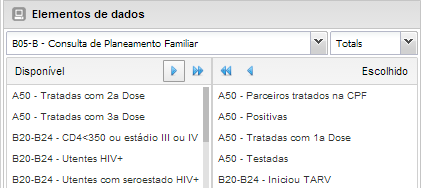 Elementos de dados
B05-B - Consulta de Planeamento Familiar Totals
Disponível Escolhido
A50 - Tratadas com 2a Dose
A50 - Tratadas com 3a Dose
B20-B24 - CD4<350 ou estádio III ou IV
B20-B24 - Utentes HIV+
B20-B24 - Utentes com seroestado HIV+
A50 - Parceiros tratados na CPF
A50 - Positivas
A50 - Tratadas com 1a Dose
A50 - Testadas
B20-B24 - Iniciou TARV